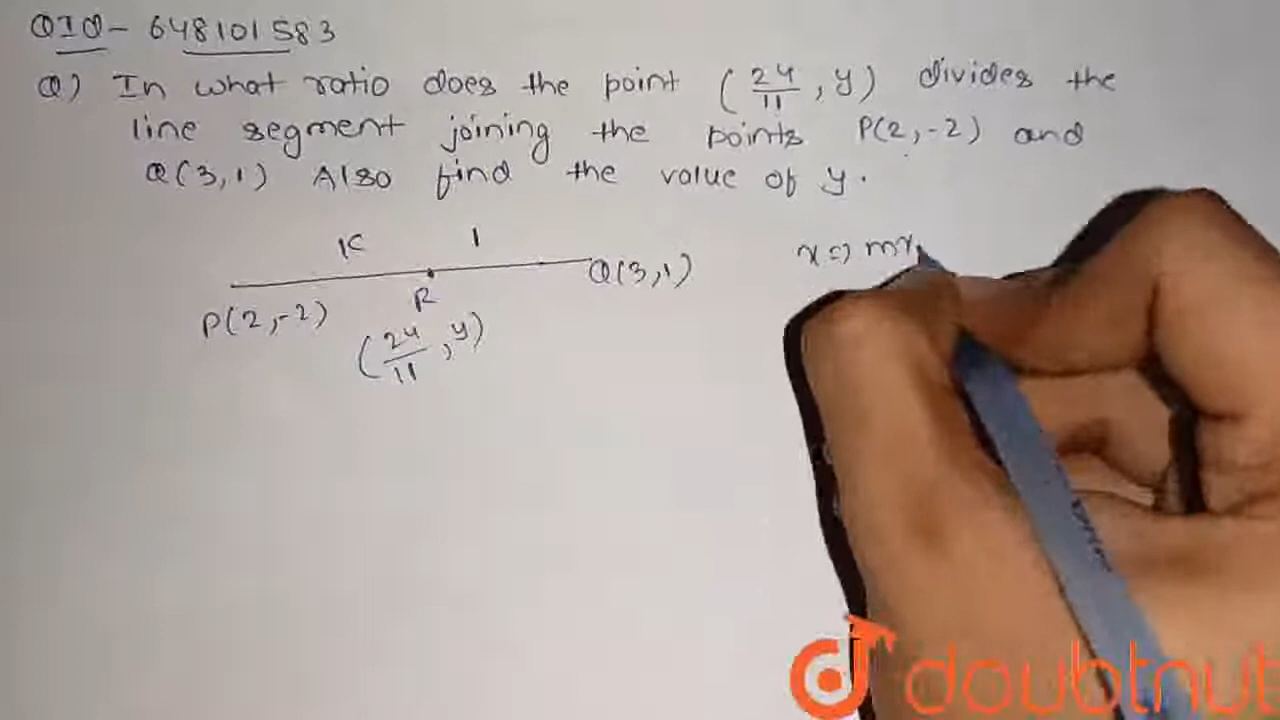 QID- 648101583
Q) In what ratio does the point (24/11, y) divides the
line segment joining the points P(2,-2) and
Q(3,1) Also find the value of y.
K 1
P(2,-2) R Q(3,1)
(24/11, y)
x => mx
doubtnut